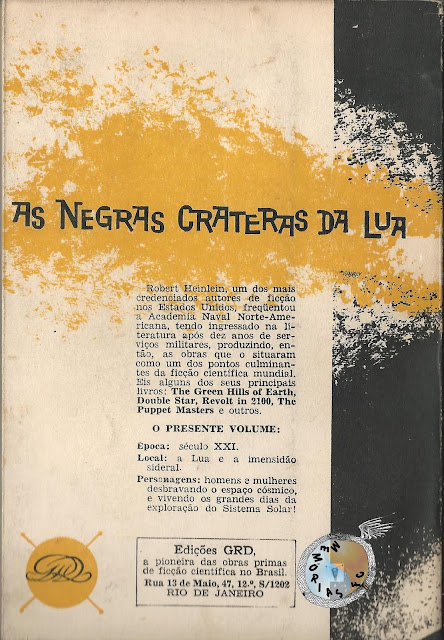 AS NEGRAS CRATERAS DA LUA
Robert Heinlein, um dos mais
credenciados autores de ficção
nos Estados Unidos, freqüentou
a Academia Naval Norte-Ame-
ricana, tendo ingressado na li-
teratura após dez anos de ser-
viços militares, produzindo, en-
tão, as obras que o situaram
como um dos pontos culminan-
tes da ficção científica mundial.
Eis alguns dos seus principais
livros: The Green Hills of Earth,
Double Star, Revolt in 2100, The
Puppet Masters e outros.
O PRESENTE VOLUME:
Época: século XXI.
Local: a Lua e a imensidão
sideral.
Personagens: homens e mulheres
desbravando o espaço cósmico,
e vivendo os grandes dias da
exploração do Sistema Solar!
GRD
Edições GRD,
a pioneira das obras primas
de ficção científica no Brasil.
Rua 13 de Maio, 47, 12.º, S/1202
RIO DE JANEIRO
MEMÓRIAS FC